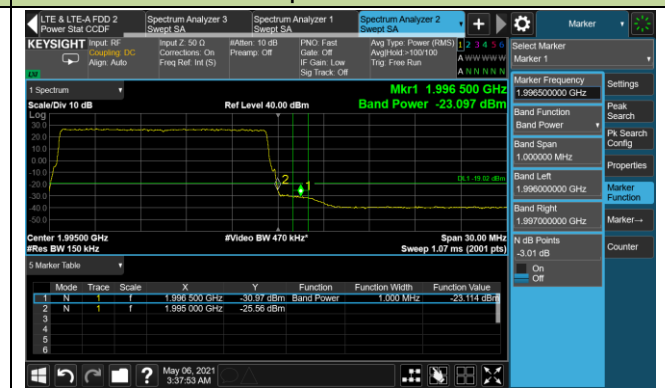 LTE & LTE-A FDD 2
Power Stat CCDF
Spectrum Analyzer 3
Swept SA
Spectrum Analyzer 1
Swept SA
Spectrum Analyzer 2
Swept SA
Marker
KEYSIGHT
Input: RF
Coupling: DC
Align: Auto
Input Z: 50 Ω
Corrections: On
Freq Ref: Int (S)
#Atten: 10 dB
Preamp: Off
PNO: Fast
Gate: Off
IF Gain: Low
Sig Track: Off
Avg Type: Power (RMS)
Avg|Hold:>100/100
Trig: Free Run
1 2 3 4 5 6
A W W W W W
A N N N N N
Select Marker
Marker 1
1 Spectrum
Scale/Div 10 dB
Ref Level 40.00 dBm
Mkr1 1.996 500 GHz
Band Power -23.097 dBm
Log
30.0
20.0
10.0
0.00
-10.0
-20.0
-30.0
-40.0
-50.0
2
1
DL1 -19.02 dBm
Center 1.99500 GHz
#Res BW 150 kHz
#Video BW 470 kHz*
Span 30.00 MHz
Sweep 1.07 ms (2001 pts)
5 Marker Table
Mode Trace Scale X Y Function Function Width Function Value
1 N 1 f 1.996 500 GHz -30.97 dBm Band Power 1.000 MHz -23.114 dBm
2 N 1 f 1.995 000 GHz -25.56 dBm
3
4
5
6
May 06, 2021
3:37:53 AM
Marker Frequency
1.996500000 GHz
Band Function
Band Power
Band Span
1.000000 MHz
Band Left
1.996000000 GHz
Band Right
1.997000000 GHz
N dB Points
-3.01 dB
On
Off
Settings
Peak
Search
Pk Search
Config
Properties
Marker
Function
Marker→
Counter